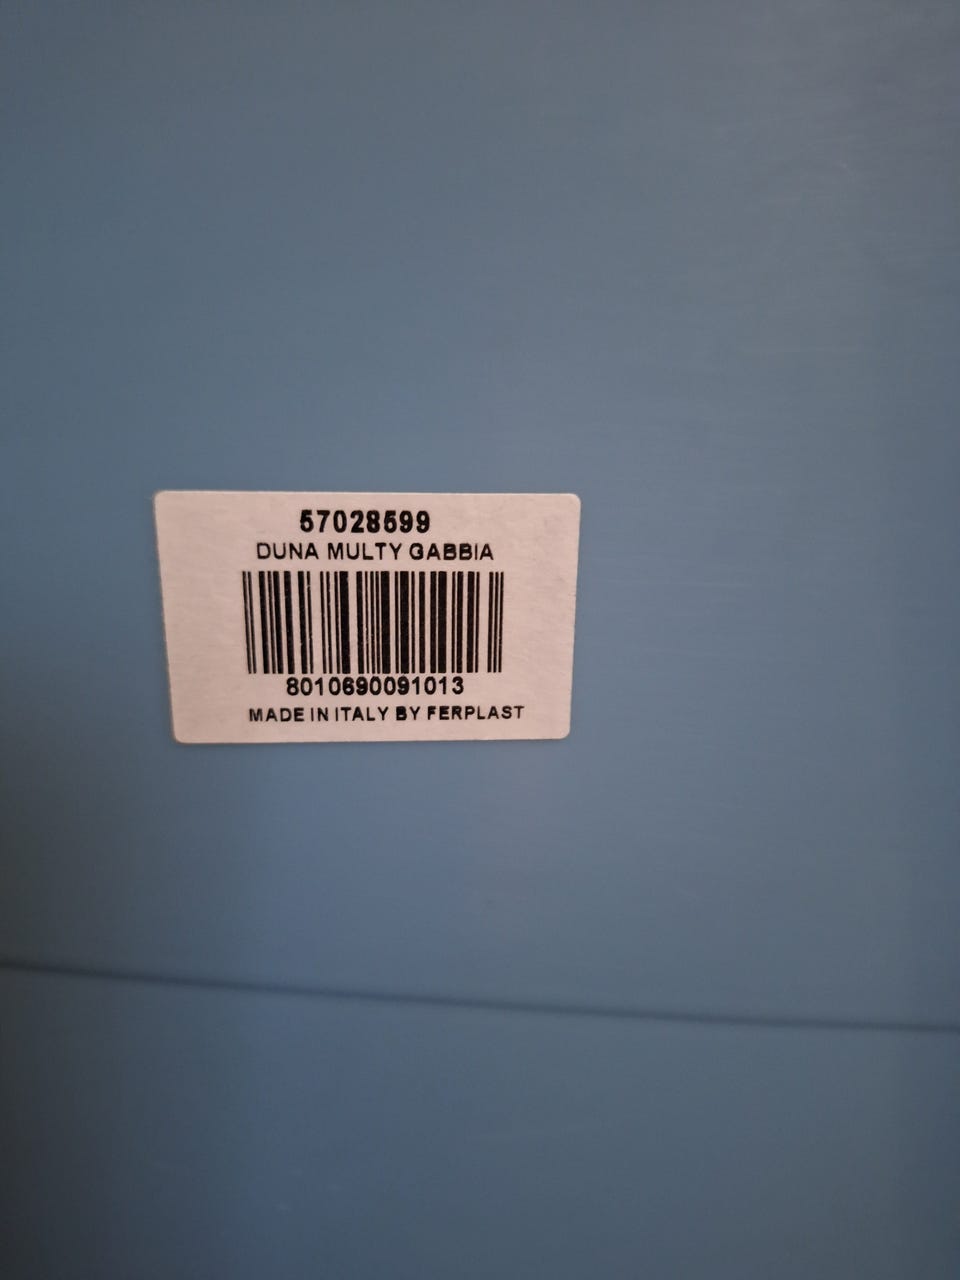 57028599
DUNA MULTY GABBIA
8010690091013
MADE IN ITALY BY FERPLAST